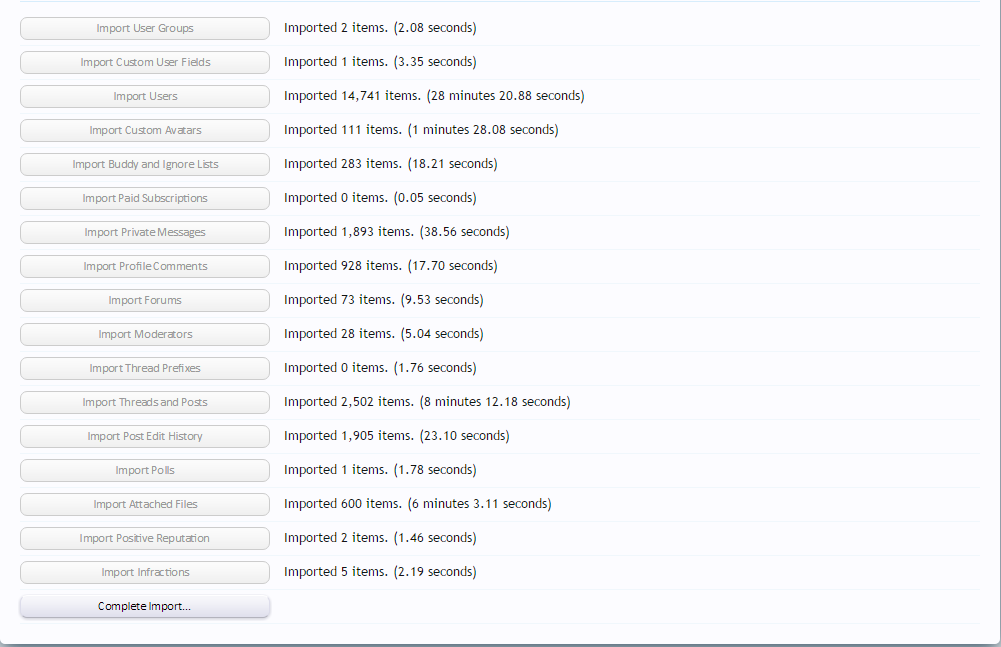 Import User Groups Imported 2 items. (2.08 seconds)
Import Custom User Fields Imported 1 items. (3.35 seconds)
Import Users Imported 14,741 items. (28 minutes 20.88 seconds)
Import Custom Avatars Imported 111 items. (1 minutes 28.08 seconds)
Import Buddy and Ignore Lists Imported 283 items. (18.21 seconds)
Import Paid Subscriptions Imported 0 items. (0.05 seconds)
Import Private Messages Imported 1,893 items. (38.56 seconds)
Import Profile Comments Imported 928 items. (17.70 seconds)
Import Forums Imported 73 items. (9.53 seconds)
Import Moderators Imported 28 items. (5.04 seconds)
Import Thread Prefixes Imported 0 items. (1.76 seconds)
Import Threads and Posts Imported 2,502 items. (8 minutes 12.18 seconds)
Import Post Edit History Imported 1,905 items. (23.10 seconds)
Import Polls Imported 1 items. (1.78 seconds)
Import Attached Files Imported 600 items. (6 minutes 3.11 seconds)
Import Positive Reputation Imported 2 items. (1.46 seconds)
Import Infractions Imported 5 items. (2.19 seconds)
Complete Import...